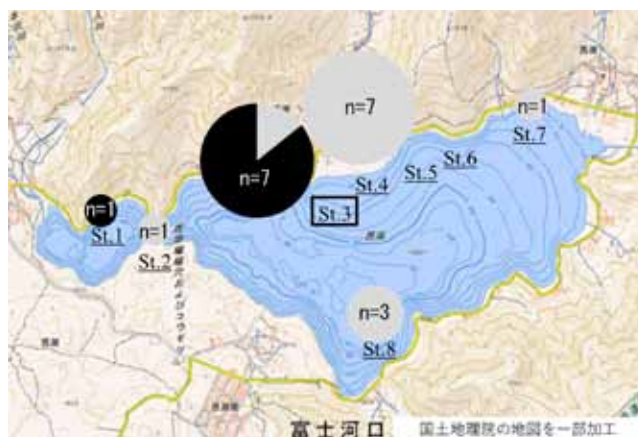 n=7
n=1
St.7
St.6
St.5
n=7
St.4
St.3
n=1
St.1
n=1
St.2
西湖
n=3
St.8
富士河口
国土地理院の地図を一部加工